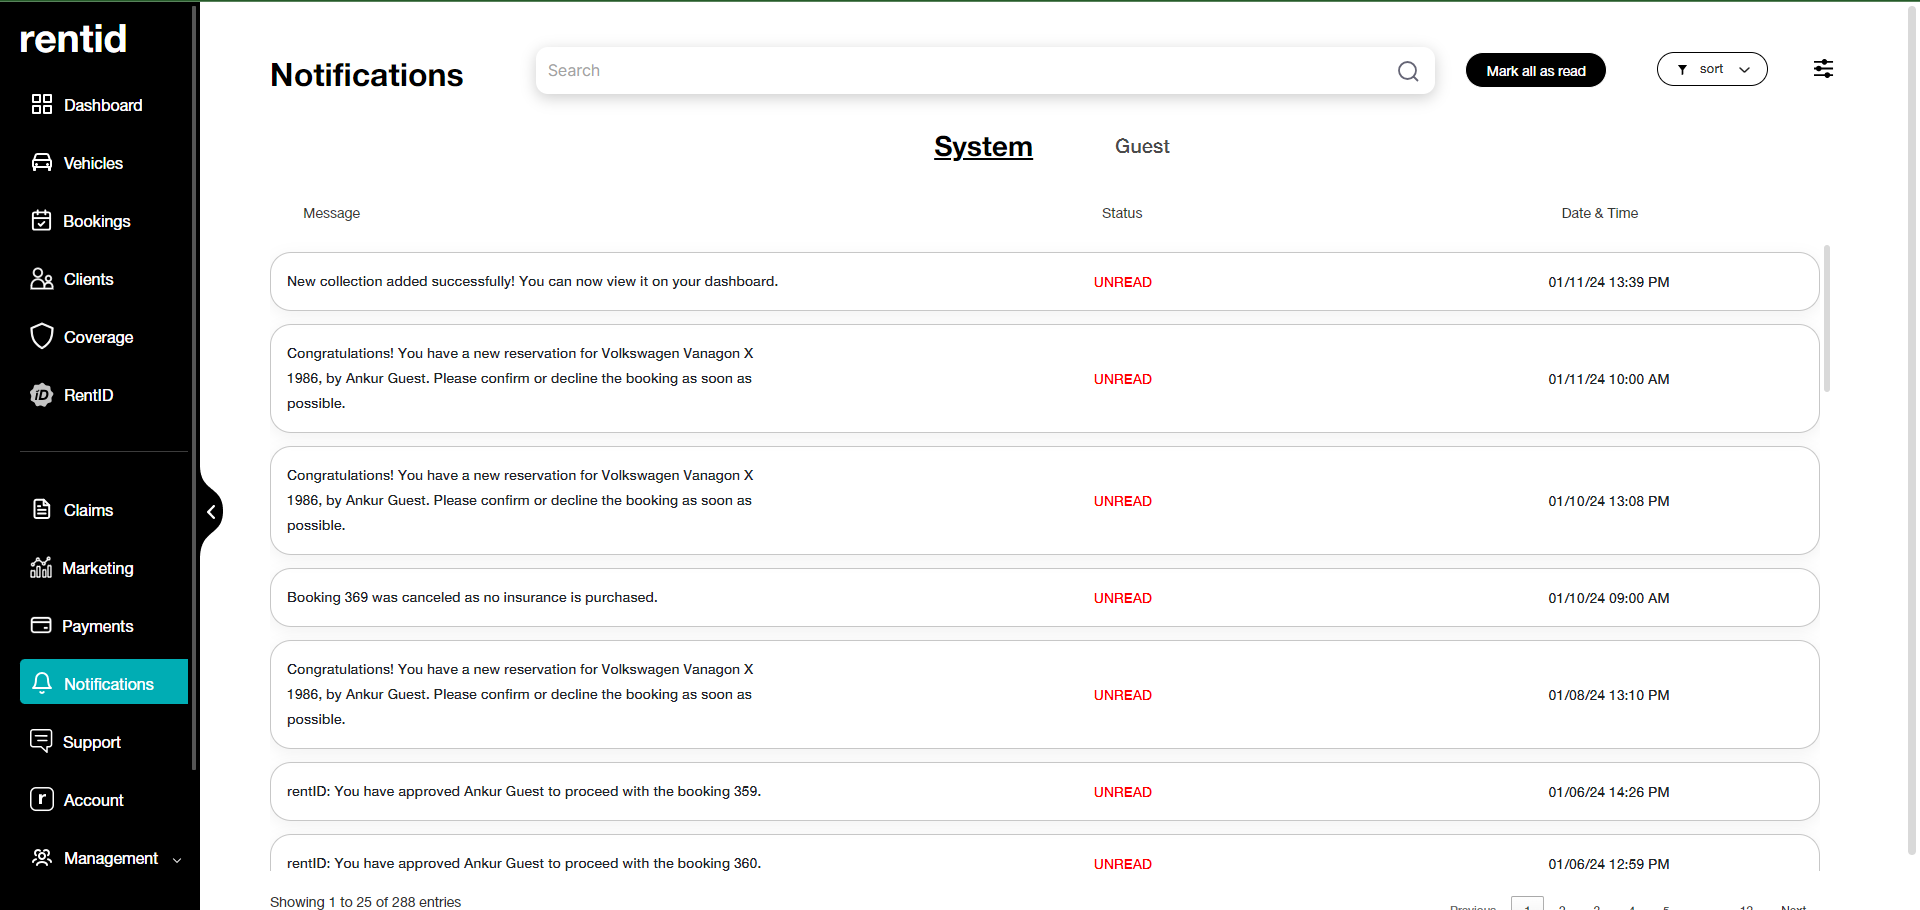 rentid
Dashboard
Vehicles
Bookings
Clients
Coverage
iD RentID
Claims
Marketing
Payments
Notifications
Support
r Account
Management
Notifications
Search
Mark all as read
sort
System
Guest
Message
Status
Date & Time
New collection added successfully! You can now view it on your dashboard.
UNREAD
01/11/24 13:39 PM
Congratulations! You have a new reservation for Volkswagen Vanagon X
1986, by Ankur Guest. Please confirm or decline the booking as soon as
possible.
UNREAD
01/11/24 10:00 AM
Congratulations! You have a new reservation for Volkswagen Vanagon X
1986, by Ankur Guest. Please confirm or decline the booking as soon as
possible.
UNREAD
01/10/24 13:08 PM
Booking 369 was canceled as no insurance is purchased.
UNREAD
01/10/24 09:00 AM
Congratulations! You have a new reservation for Volkswagen Vanagon X
1986, by Ankur Guest. Please confirm or decline the booking as soon as
possible.
UNREAD
01/08/24 13:10 PM
rentID: You have approved Ankur Guest to proceed with the booking 359.
UNREAD
01/06/24 14:26 PM
rentID: You have approved Ankur Guest to proceed with the booking 360.
UNREAD
01/06/24 12:59 PM
Showing 1 to 25 of 288 entries
Previous 1 2 3 4 5 12 Next